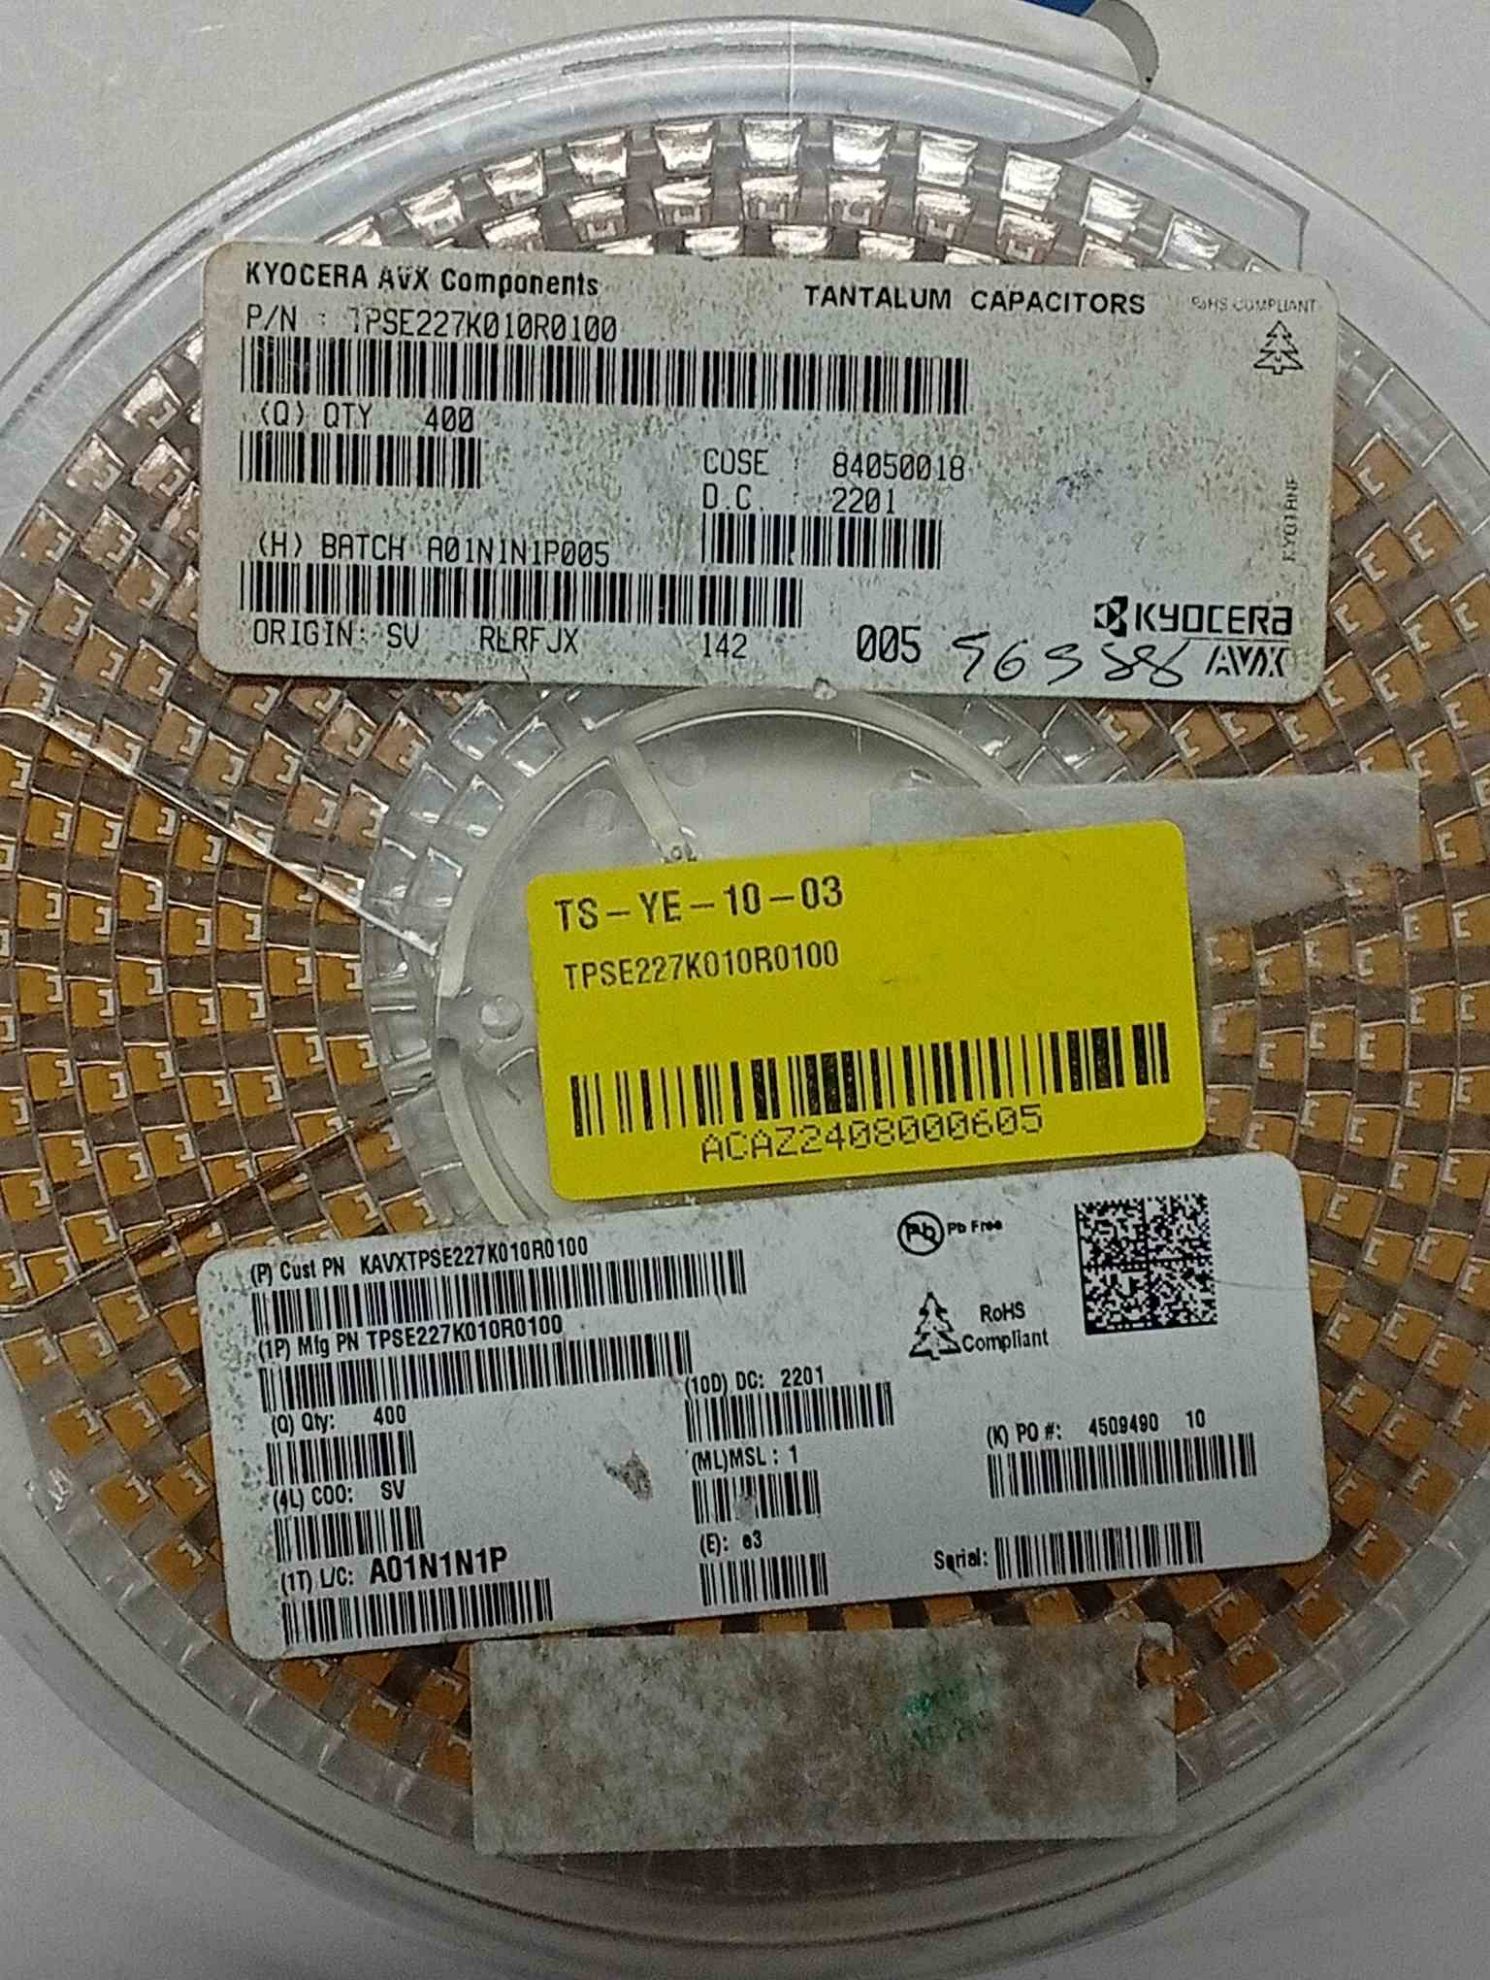 KYOCERA AVX Components
TANTALUM CAPACITORS
RoHS COMPLIANT
P/N : TPSE227K010R0100
(Q) QTY 400
COSE : 84050018
D.C. : 2201
(H) BATCH A01N1N1P005
ORIGIN: SV RLRFJX 142 005
KYOCERA
AVX
TS-YE-10-03
TPSE227K010R0100
ACAZ2408000605
(P) Cust PN KAVXTPSE227K010R0100
Pb Pb Free
(1P) Mfg PN TPSE227K010R0100
RoHS
Compliant
(Q) Qty: 400
(10D) DC: 2201
(K) PO #: 4509490 10
(ML)MSL : 1
(4L) COO: SV
(E): e3
Serial:
(1T) L/C: A01N1N1P